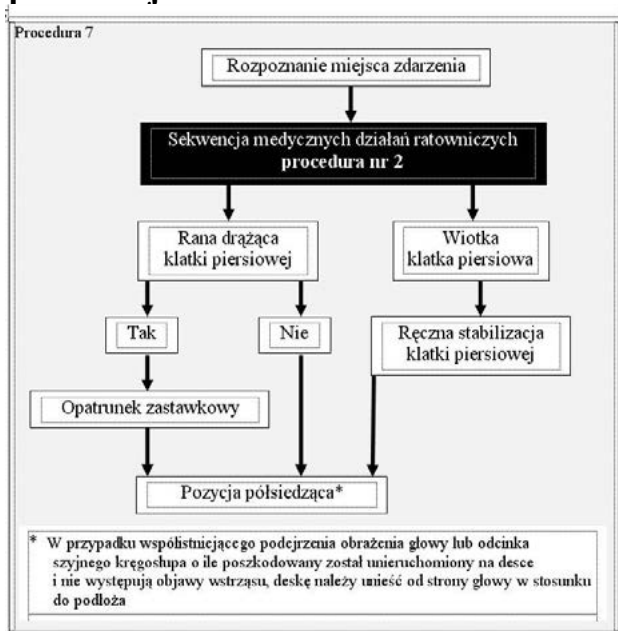 Procedura 7
Rozpoznanie miejsca zdarzenia
Sekwencja medycznych działań ratowniczych
procedura nr 2
Rana drążąca
klatki piersiowej
Wiotka
klatka piersiowa
Tak
Nie
Ręczna stabilizacja
klatki piersiowej
Opatrunek zastawkowy
Pozycja półsiedząca*
* W przypadku współistniejącego podejrzenia obrażenia głowy lub odcinka
szyjnego kręgosłupa o ile poszkodowany został unieruchomiony na desce
i nie występują objawy wstrząsu, deskę należy unieść od strony głowy w stosunku
do podłoża